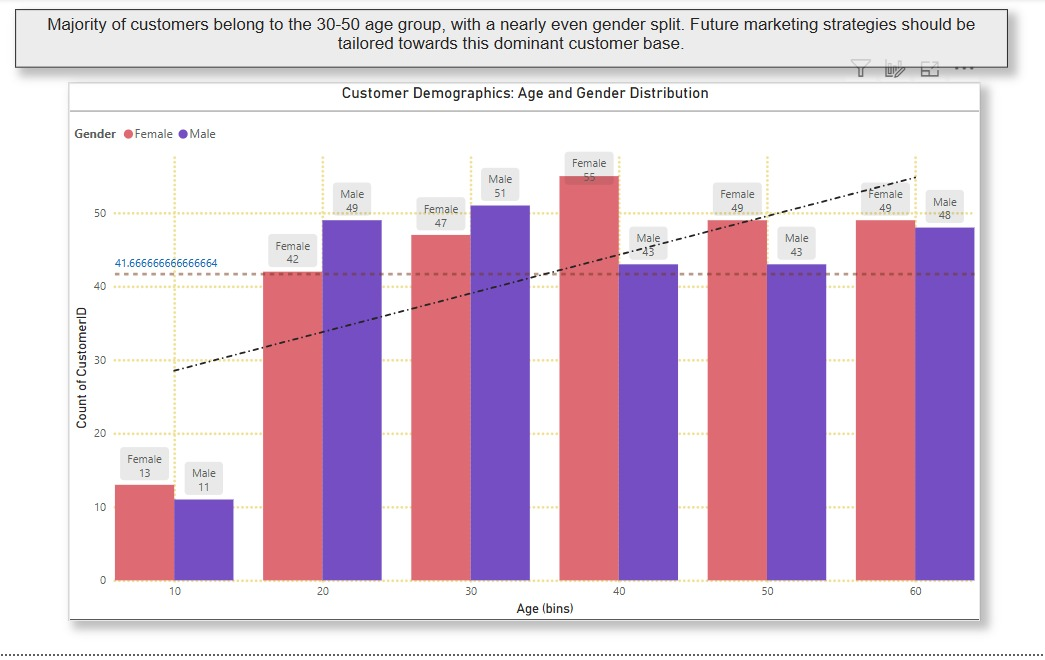 Majority of customers belong to the 30-50 age group, with a nearly even gender split. Future marketing strategies should be
tailored towards this dominant customer base.
Customer Demographics: Age and Gender Distribution
Gender Female Male
Female
55
Male
51
Male
49
Female
49
Female
49
Male
48
Female
47
Male
43
Male
43
Female
42
41.666666666666664
Female
13
Male
11
50
40
30
20
10
0
Count of CustomerID
10 20 30 40 50 60
Age (bins)